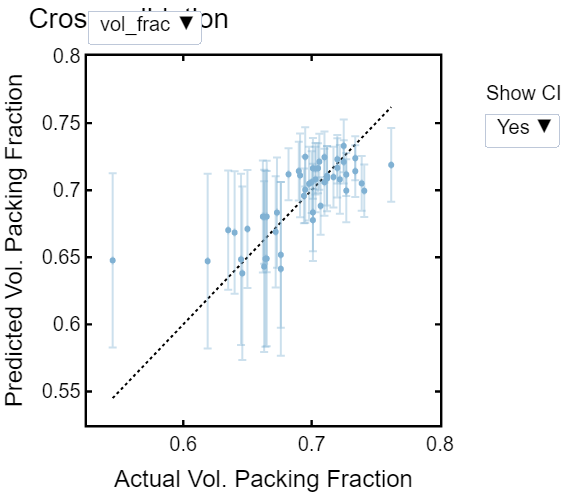 vol_frac ▼
0.8
0.75
0.7
0.65
0.6
0.55
Predicted Vol. Packing Fraction
0.6 0.7 0.8
Actual Vol. Packing Fraction
Show CI
Yes ▼